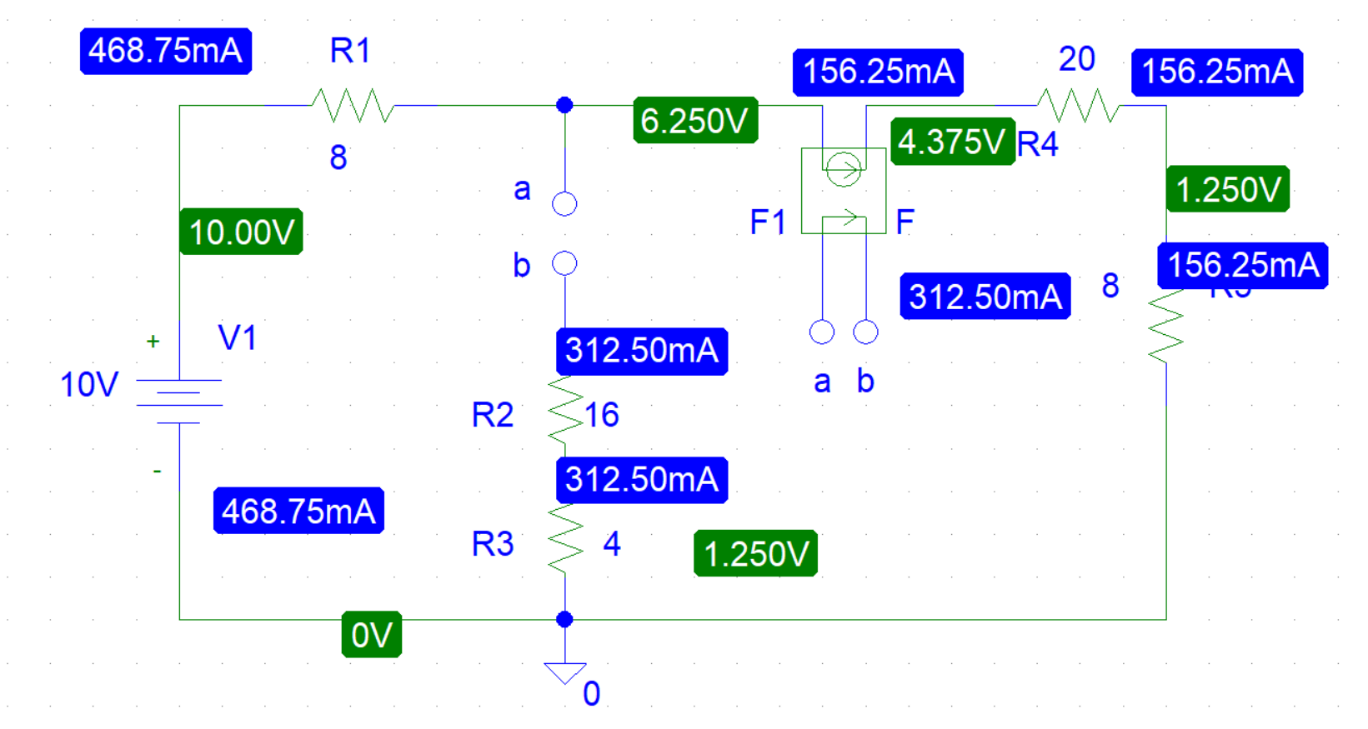 468.75mA
R1
8
10.00V
V1
+
10V
-
468.75mA
0V
a
b
312.50mA
R2
16
312.50mA
R3
4
0
6.250V
1.250V
156.25mA
4.375V
F1
F
312.50mA
a b
20
R4
156.25mA
1.250V
156.25mA
8